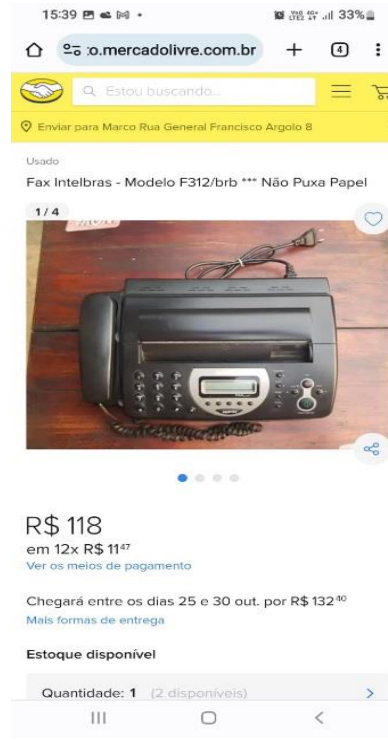 15:39
33%
:o.mercadolivre.com.br
4
Estou buscando...
Enviar para Marco Rua General Francisco Argolo 8
Usado
Fax Intelbras - Modelo F312/brb *** Não Puxa Papel
1 / 4
R$ 118
em 12x R$ 11⁴⁷
Ver os meios de pagamento
Chegará entre os dias 25 e 30 out. por R$ 132⁴⁰
Mais formas de entrega
Estoque disponível
Quantidade: 1 (2 disponíveis)